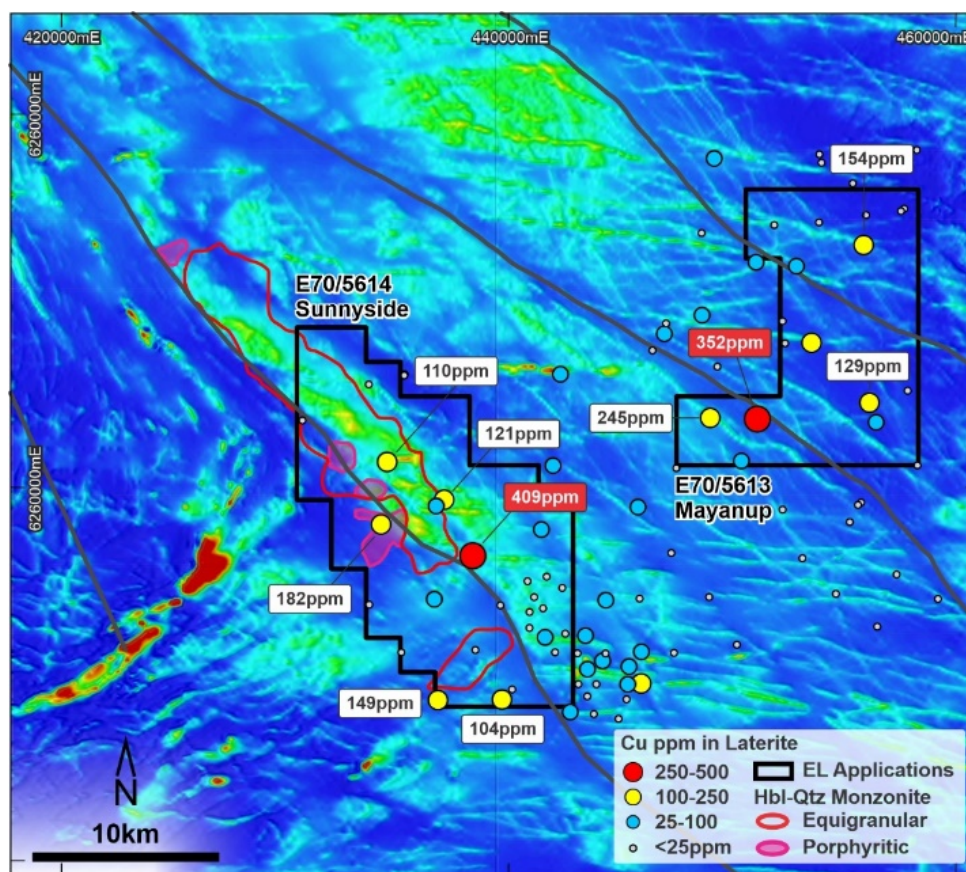 420000mE
440000mE
460000mE
6260000mE
154ppm
E70/5614
Sunnyside
352ppm
110ppm
129ppm
245ppm
121ppm
E70/5613
Mayanup
409ppm
6260000mE
182ppm
149ppm
104ppm
N
10km
Cu ppm in Laterite
250-500
EL Applications
100-250
Hbl-Qtz Monzonite
25-100
Equigranular
<25ppm
Porphyritic